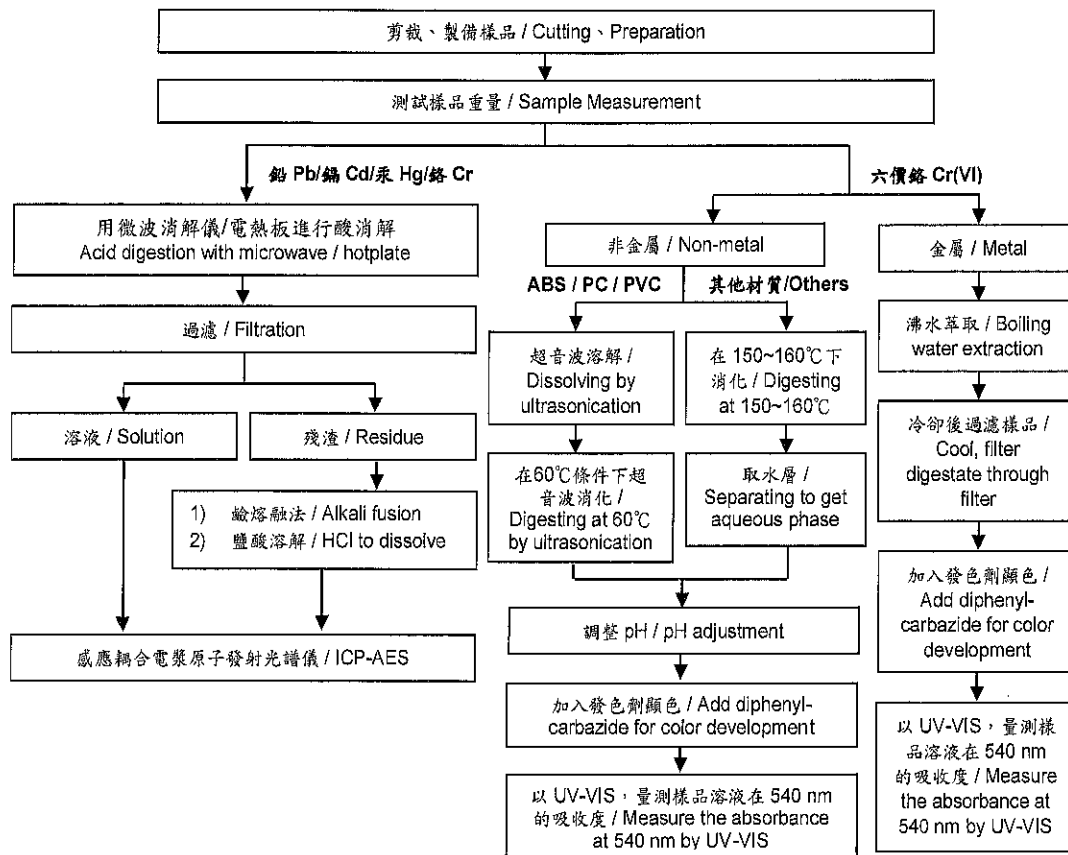 剪裁、製備樣品 / Cutting、Preparation
測試樣品重量 / Sample Measurement
鉛 Pb/鎘 Cd/汞 Hg/鉻 Cr
用微波消解儀/電熱板進行酸消解
Acid digestion with microwave / hotplate
過濾 / Filtration
溶液 / Solution
殘渣 / Residue
1) 鹼熔融法 / Alkali fusion
2) 鹽酸溶解 / HCl to dissolve
感應耦合電漿原子發射光譜儀 / ICP-AES
六價鉻 Cr(VI)
非金屬 / Non-metal
ABS / PC / PVC
超音波溶解 /
Dissolving by
ultrasonication
在60℃條件下超
音波消化 /
Digesting at 60℃
by ultrasonication
其他材質/Others
在 150~160℃下
消化 / Digesting
at 150~160℃
取水層 /
Separating to get
aqueous phase
調整 pH / pH adjustment
加入發色劑顯色 / Add diphenyl-
carbazide for color development
以 UV-VIS，量測樣品溶液在 540 nm
的吸收度 / Measure the absorbance
at 540 nm by UV-VIS
金屬 / Metal
沸水萃取 / Boiling
water extraction
冷卻後過濾樣品 /
Cool, filter
digestate through
filter
加入發色劑顯色 /
Add diphenyl-
carbazide for color
development
以 UV-VIS，量測樣
品溶液在 540 nm
的吸收度 / Measure
the absorbance at
540 nm by UV-VIS